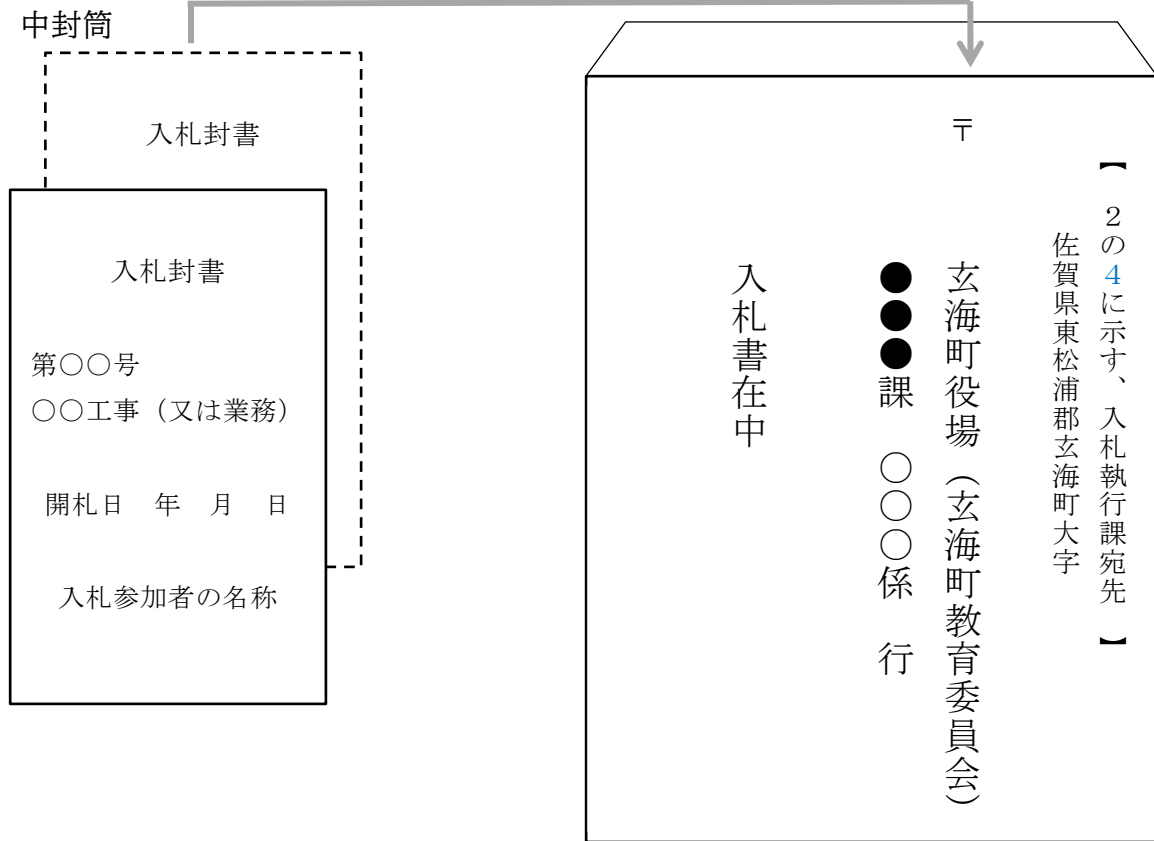 中封筒
入札封書
入札封書
第○○号
○○工事（又は業務）
開札日　年　月　日
入札参加者の名称
〒
【　２の４に示す、入札執行課宛先　】
佐賀県東松浦郡玄海町大字
玄海町役場（玄海町教育委員会）
●●●課　○○○係　行
入札書在中